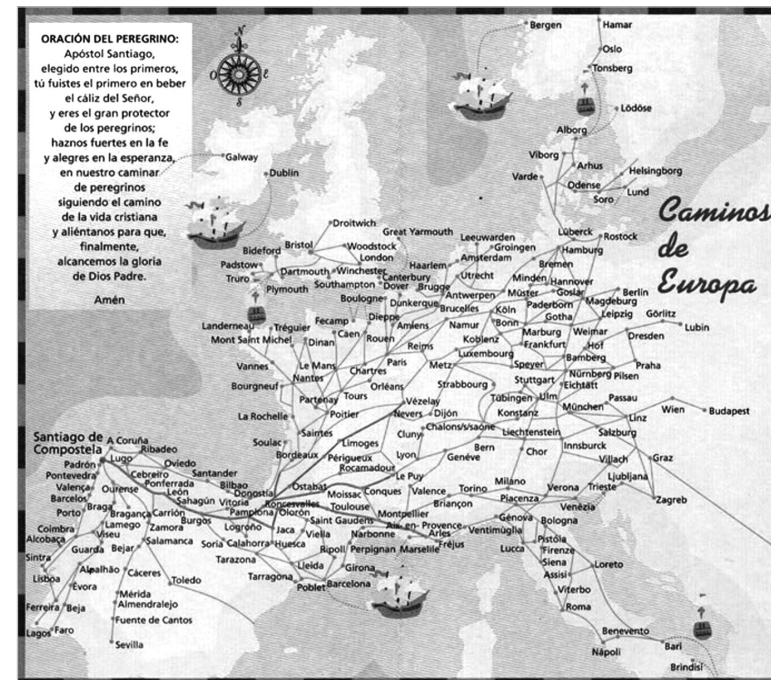 ORACIÓN DEL PEREGRINO:
Apóstol Santiago,
elegido entre los primeros,
tú fuistes el primero en beber
el cáliz del Señor,
y eres el gran protector
de los peregrinos;
haznos fuertes en la fe
y alegres en la esperanza,
en nuestro caminar
de peregrinos
siguiendo el camino
de la vida cristiana
y aliéntanos para que,
finalmente,
alcancemos la gloria
de Dios Padre.
Amén
N
O
E
S
Caminos
de
Europa
Bergen
Hamar
Oslo
Tonsberg
Lödöse
Alborg
Viborg
Arhus
Varde
Helsingborg
Odense
Lund
Soro
Galway
Dublin
Droitwich
Great Yarmouth
Leeuwarden
Groingen
Lüberck
Rostock
Hamburg
Bideford
Bristol
Woodstock
London
Haarlem
Amsterdam
Bremen
Padstow
Truro
Dartmouth
Winchester
Canterbury
Utrecht
Minden
Hannover
Plymouth
Southampton
Dover
Brugge
Antwerpen
Müster
Goslar
Berlin
Boulogne
Dunkerque
Brucelles
Köln
Paderborn
Magdeburg
Landerneau
Tréguier
Fecamp
Dieppe
Amiens
Namur
Bonn
Gotha
Leipzig
Görlitz
Lubin
Mont Saint Michel
Dinan
Caen
Rouen
Reims
Koblenz
Marburg
Weimar
Dresden
Frankfurt
Hof
Vannes
Le Mans
Chartres
Paris
Metz
Luxembourg
Speyer
Bamberg
Praha
Bourgneuf
Nantes
Orléans
Strabbourg
Stuttgart
Nürnberg
Pilsen
Eichtätt
Partenay
Tours
Vézelay
Tübingen
Ulm
Passau
La Rochelle
Poitier
Nevers
Dijón
Konstanz
München
Linz
Wien
Budapest
Saintes
Cluny
Chalons/s/saône
Liechtenstein
Salzburg
Soulac
Limoges
Bern
Innsburck
Bordeaux
Périgueux
Lyon
Genéve
Chor
Villach
Graz
Rocamadour
Le Puy
Torino
Miláno
Ljubljana
Ostabat
Moissac
Conques
Valence
Briançon
Piacenza
Verona
Trieste
Zagreb
Santiago de
Compostela
A Coruña
Ribadeo
Lugo
Oviedo
Padrón
Cebreiro
Santander
Pontevedra
Ponferrada
Bilbao
Valença
Ourense
León
Vitoria
Donostia
Roncesvalles
Toulouse
Venézia
Barcelos
Braga
Sahagún
Pamplona
Olorón
Montpellier
Génova
Bologna
Porto
Bragança
Carrión
Burgos
Saint Gaudens
Aix-en-Provence
Coimbra
Lamego
Zamora
Logroño
Jaca
Viella
Narbonne
Arles
Ventimiglia
Alcobaça
Viseu
Salamanca
Soria
Calahorra
Huesca
Fréjus
Pistóia
Guarda
Bejar
Ripoll
Perpignan
Marselile
Lucca
Firenze
Sintra
Tarazona
Lleida
Girona
Siena
Loreto
Lisboa
Alpalhão
Cáceres
Toledo
Tarragona
Poblet
Barcelona
Assisi
Évora
Mérida
Viterbo
Ferreira
Beja
Almendralejo
Roma
Fuente de Cantos
Lagos
Faro
Sevilla
Benevento
Nápoli
Bari
Brindisi